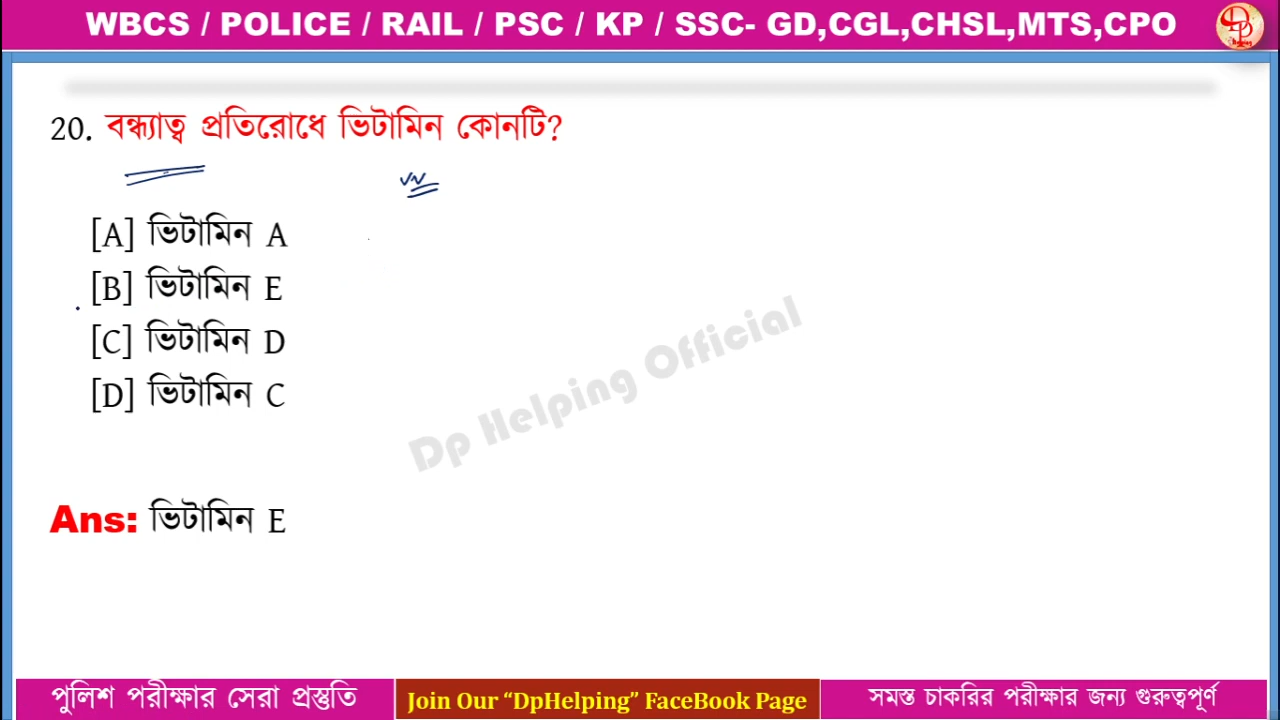 WBCS / POLICE / RAIL / PSC / KP / SSC- GD,CGL,CHSL,MTS,CPO
20. বন্ধ্যাত্ব প্রতিরোধে ভিটামিন কোনটি?
[A] ভিটামিন A
[B] ভিটামিন E
[C] ভিটামিন D
[D] ভিটামিন C
Dp Helping Official
Ans: ভিটামিন E
পুলিশ পরীক্ষার সেরা প্রস্তুতি
Join Our “DpHelping” FaceBook Page
সমস্ত চাকরির পরীক্ষার জন্য গুরুত্বপূর্ণ